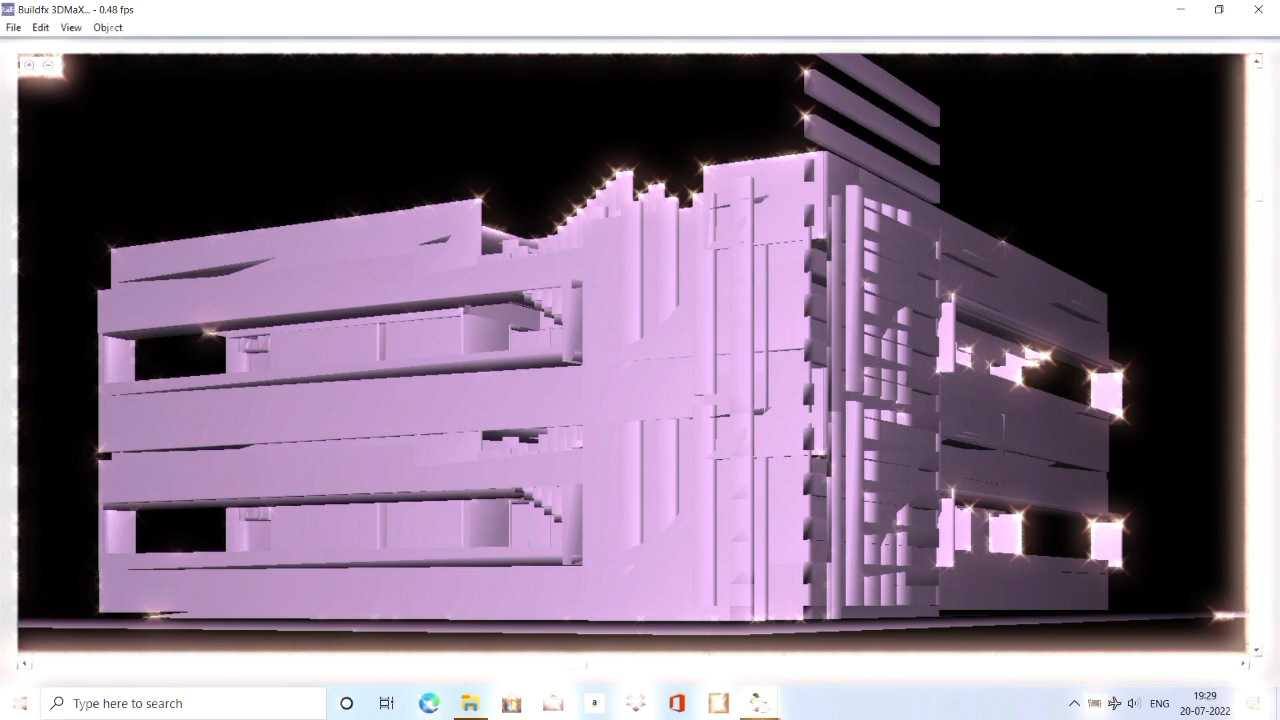 Buildfx 3DMaX... - 0.48 fps
File Edit View Object
Type here to search
a
ENG
19:29
20-07-2022